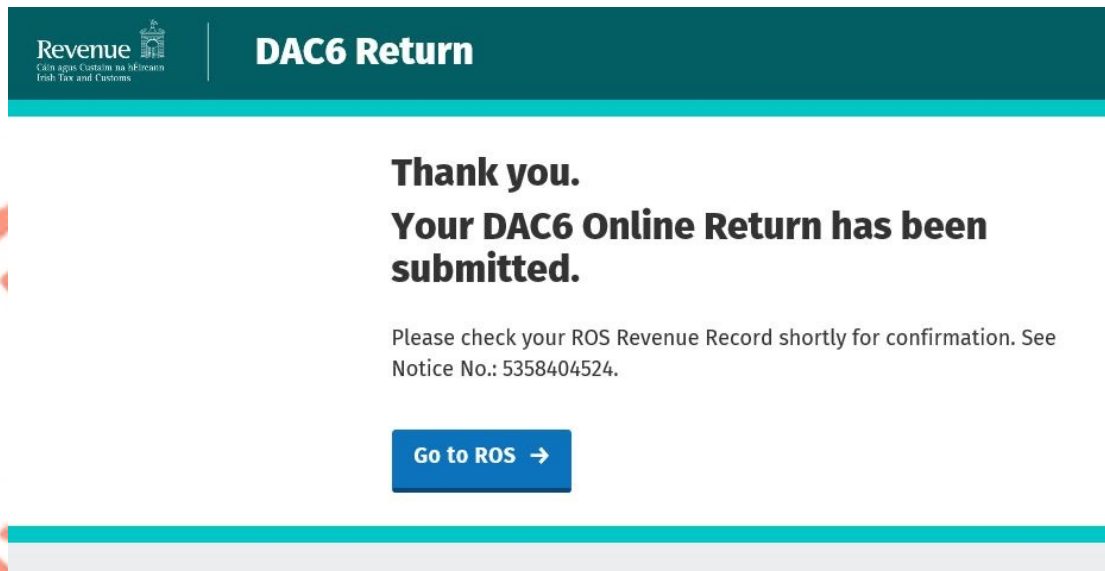 Revenue
Cáin agus Custaim na hÉireann
Irish Tax and Customs
DAC6 Return
Thank you.
Your DAC6 Online Return has been
submitted.
Please check your ROS Revenue Record shortly for confirmation. See
Notice No.: 5358404524.
Go to ROS →